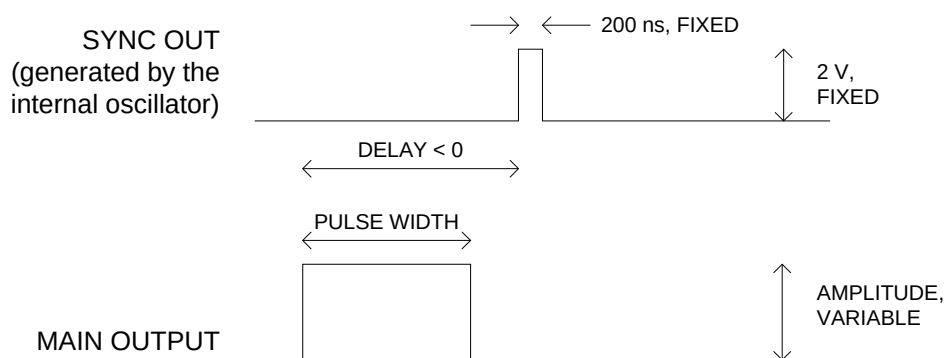 SYNC OUT
(generated by the
internal oscillator)
200 ns, FIXED
2 V,
FIXED
DELAY < 0
PULSE WIDTH
AMPLITUDE,
VARIABLE
MAIN OUTPUT